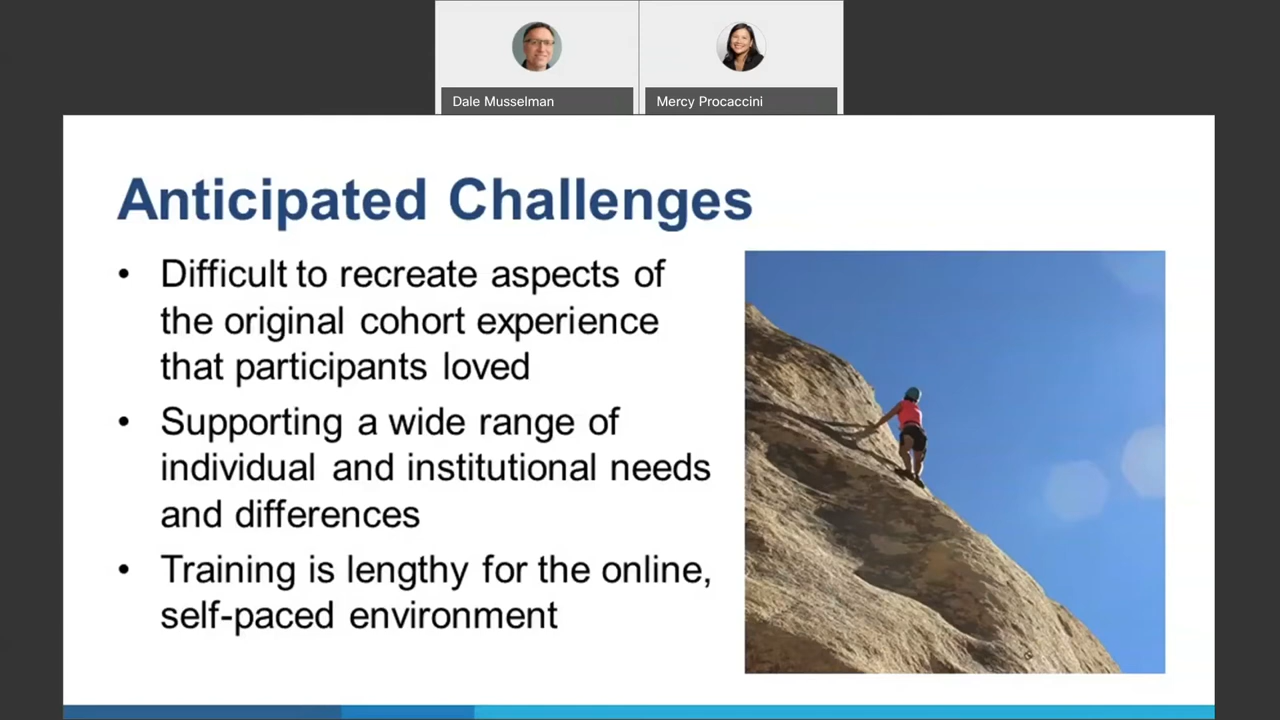 Dale Musselman
Mercy Procaccini
Anticipated Challenges
• Difficult to recreate aspects of
the original cohort experience
that participants loved
• Supporting a wide range of
individual and institutional needs
and differences
• Training is lengthy for the online,
self-paced environment